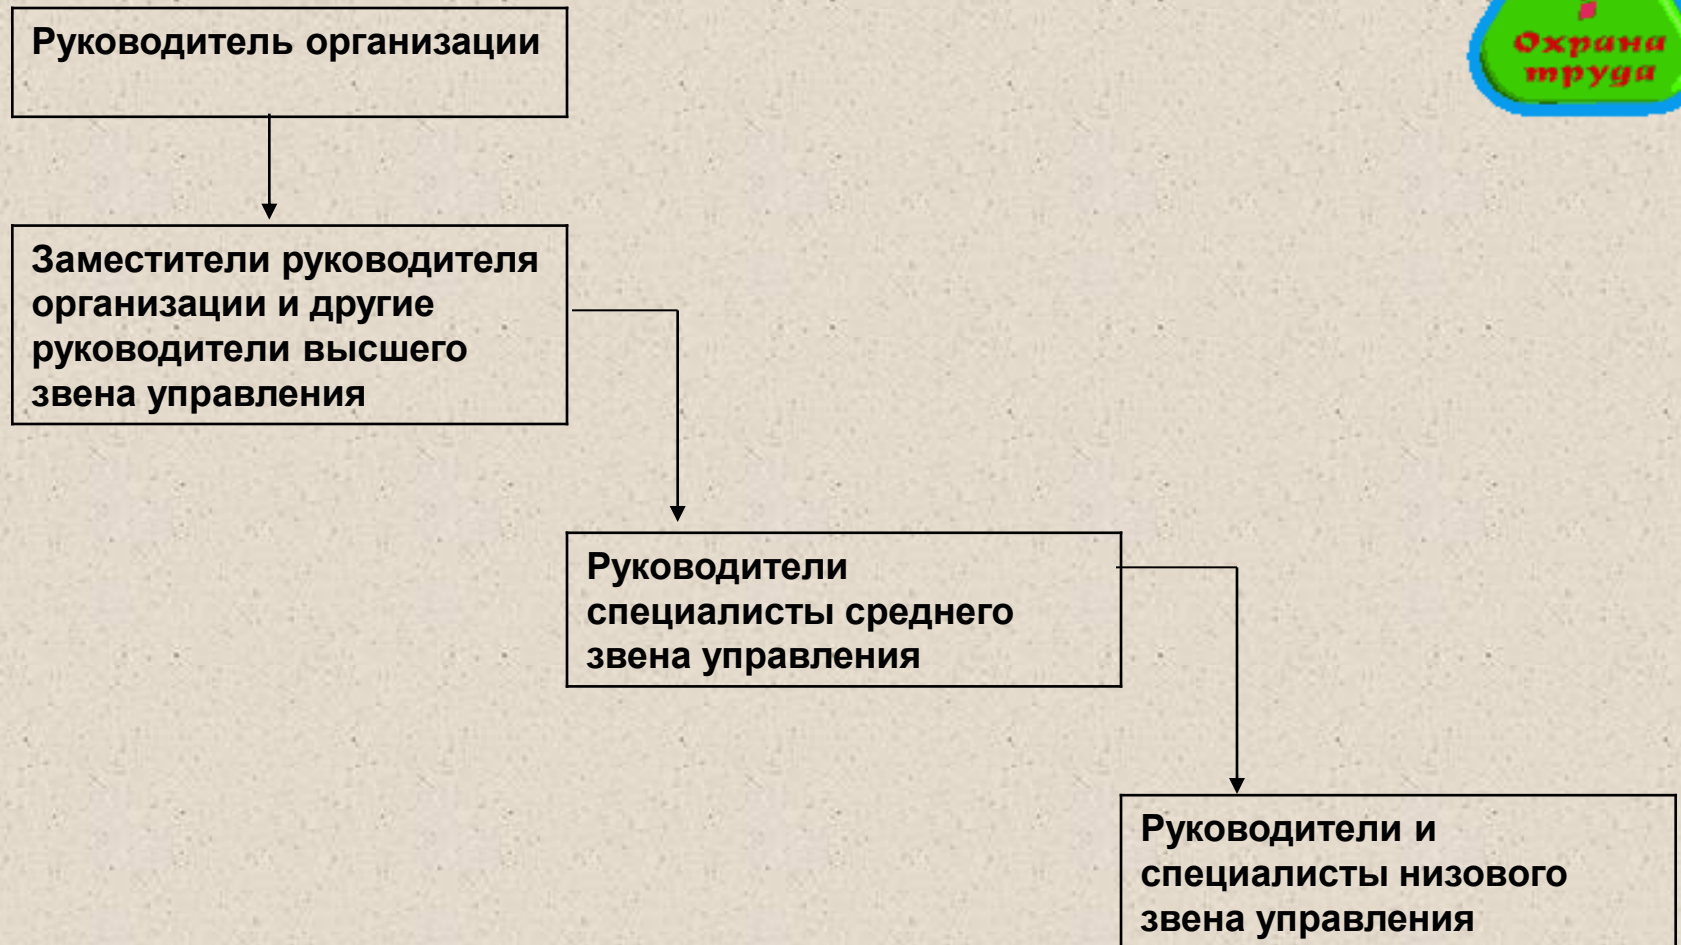 Руководитель организации
Охрана
труда
Заместители руководителя
организации и другие
руководители высшего
звена управления
Руководители
специалисты среднего
звена управления
Руководители и
специалисты низового
звена управления